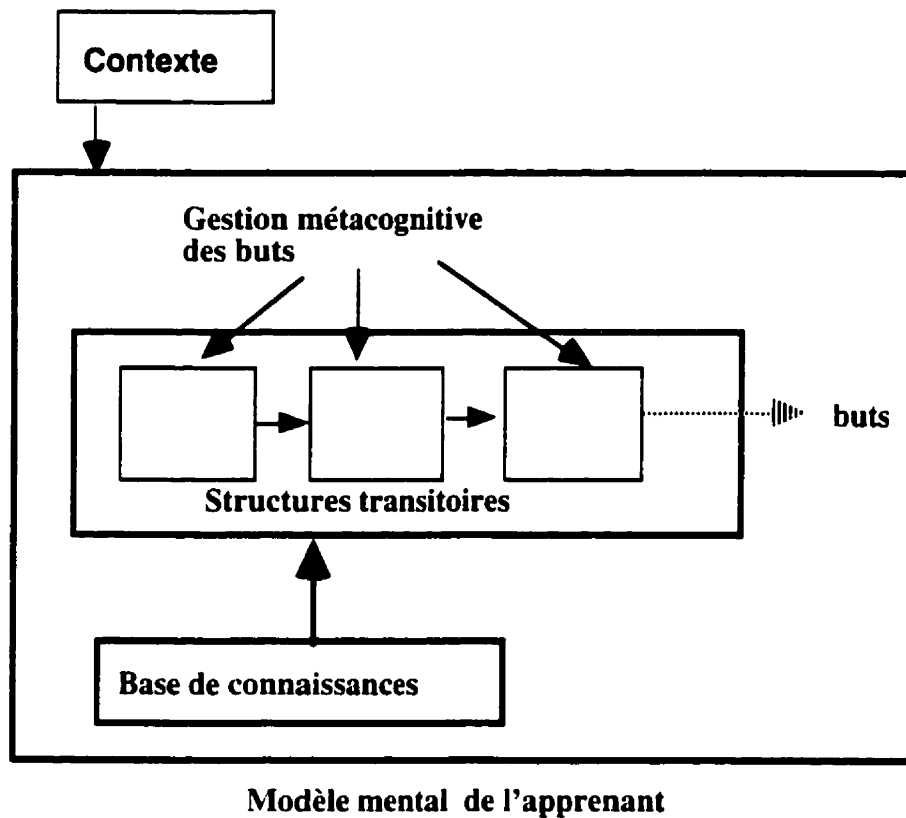 Contexte
Gestion métacognitive
des buts
buts
Structures transitoires
Base de connaissances
Modèle mental de l'apprenant